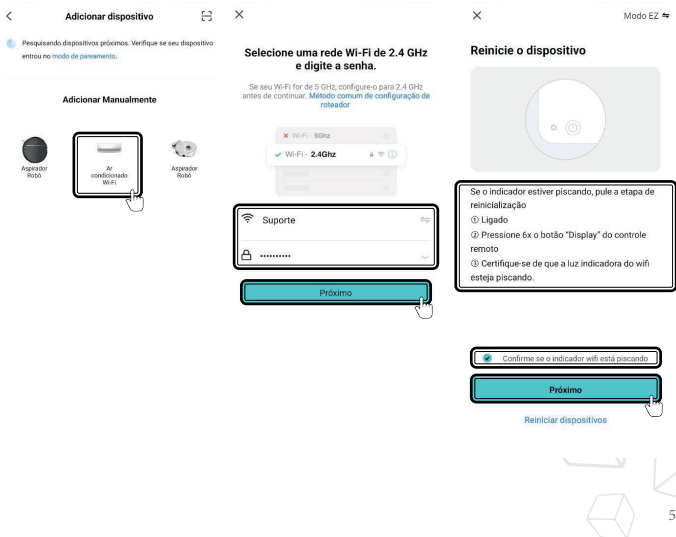 Adicionar dispositivo
Pesquisando dispositivos próximos. Verifique se seu dispositivo
entrou no modo de pareamento.
Adicionar Manualmente
Aspirador
Robô
Ar
condicionado
Wi-Fi
Aspirador
Robô
Selecione uma rede Wi-Fi de 2.4 GHz
e digite a senha.
Se seu Wi-Fi for de 5 GHz, configure-o para 2.4 GHz
antes de continuar. Método comum de configuração de
roteador
Wi-Fi - 5Ghz
Wi-Fi - 2.4Ghz
Suporte
••••••••••
Próximo
Modo EZ
Reinicie o dispositivo
Se o indicador estiver piscando, pule a etapa de
reinicialização
① Ligado
② Pressione 6x o botão “Display” do controle
remoto
③ Certifique-se de que a luz indicadora do wifi
esteja piscando.
Confirme se o indicador wifi está piscando
Próximo
Reiniciar dispositivos
5